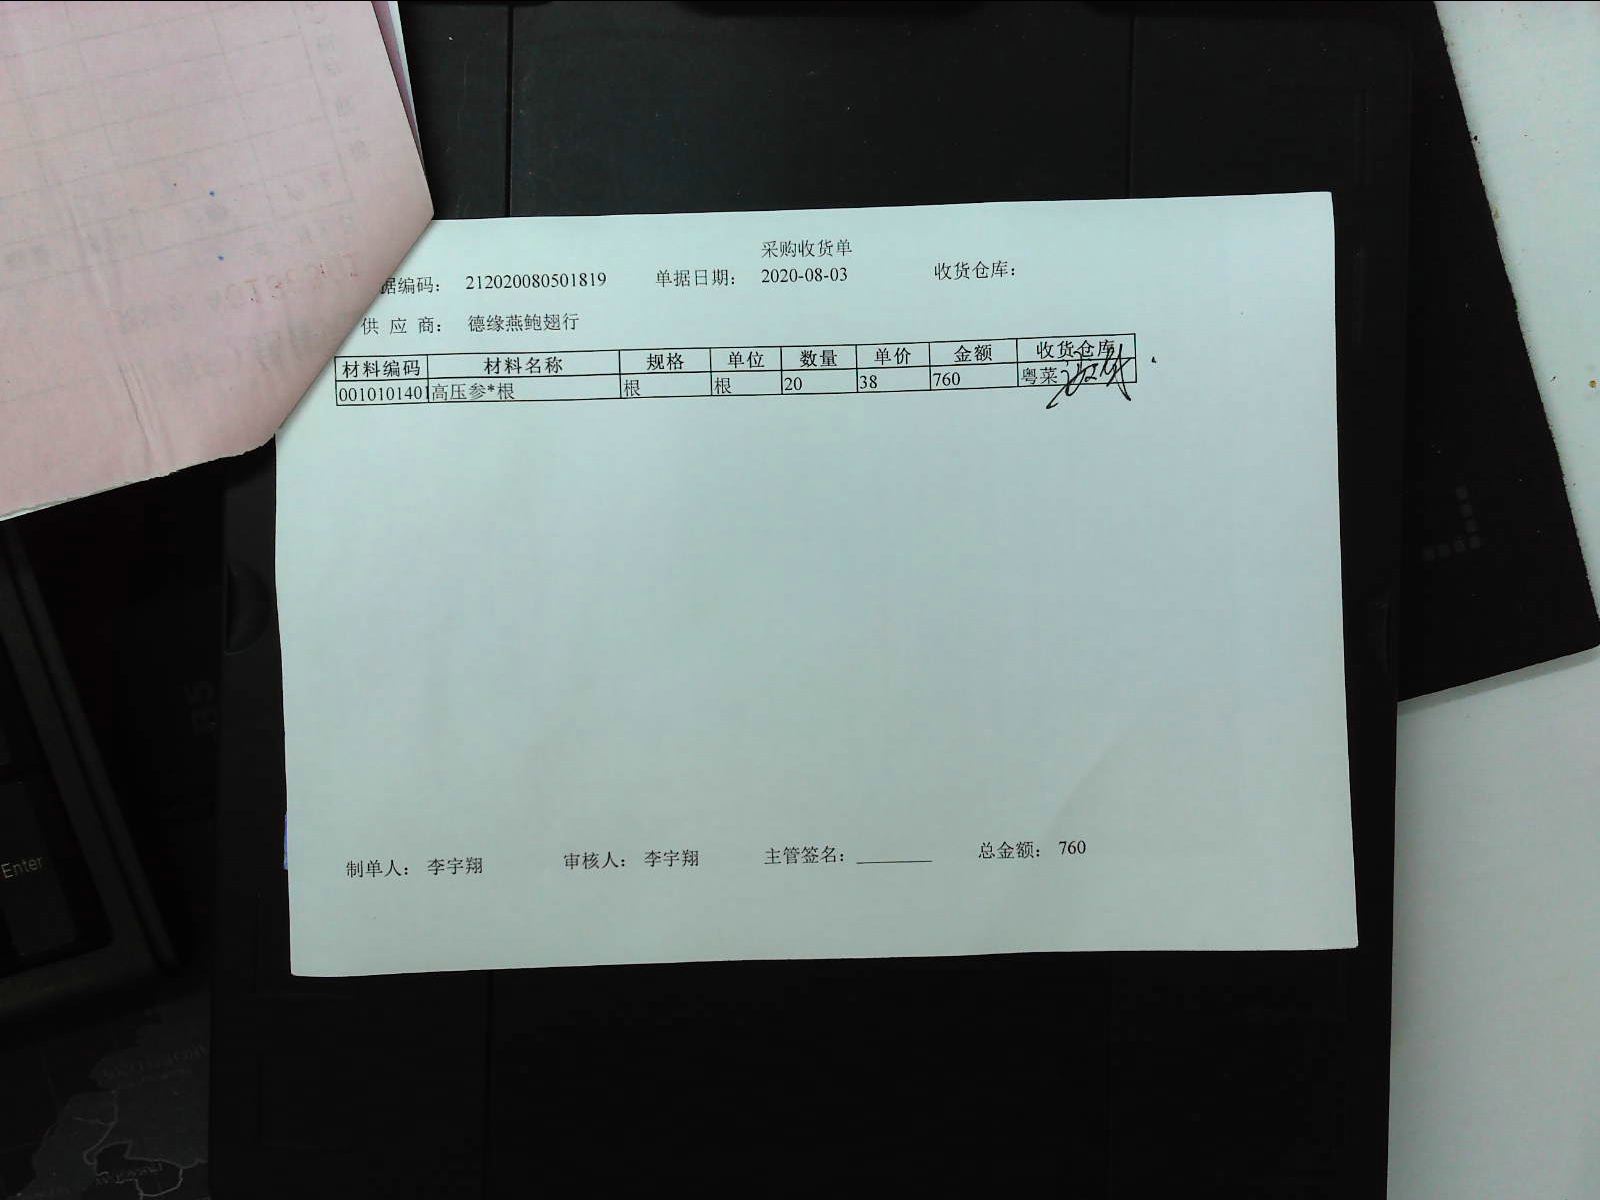 采购收货单
据编码： 212020080501819 单据日期： 2020-08-03 收货仓库：
供 应 商： 德缘燕鲍翅行
材料编码 材料名称 规格 单位 数量 单价 金额 收货仓库
0010101401 高压参*根 根 根 20 38 760 粤菜
制单人： 李宇翔 审核人： 李宇翔 主管签名：________ 总金额： 760
Enter
B5